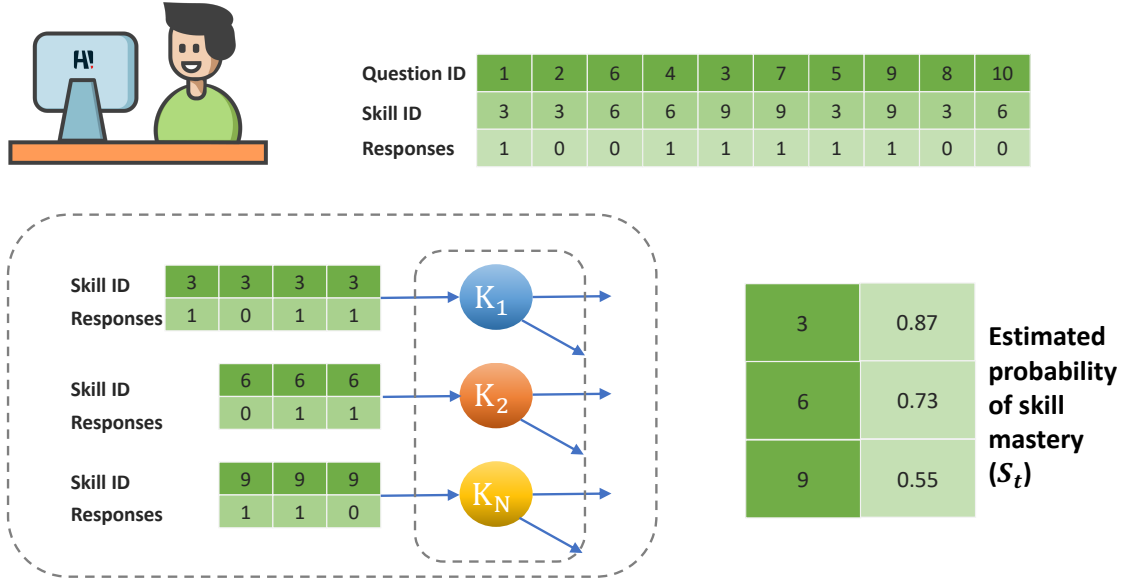 H!
Question ID 1 2 6 4 3 7 5 9 8 10
Skill ID 3 3 6 6 9 9 3 9 3 6
Responses 1 0 0 1 1 1 1 1 0 0
Skill ID 3 3 3 3
Responses 1 0 1 1
K₁
Skill ID 6 6 6
Responses 0 1 1
K₂
Skill ID 9 9 9
Responses 1 1 0
K_N
3 0.87
6 0.73
9 0.55
Estimated
probability
of skill
mastery
(S_t)